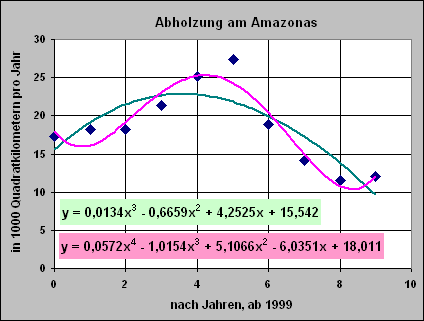 Abholzung am Amazonas
in 1000 Quadratkilometern pro Jahr
30
25
20
15
10
5
0
y = 0,0134x³ - 0,6659x² + 4,2525x + 15,542
y = 0,0572x⁴ - 1,0154x³ + 5,1066x² - 6,0351x + 18,011
0 2 4 6 8 10
nach Jahren, ab 1999